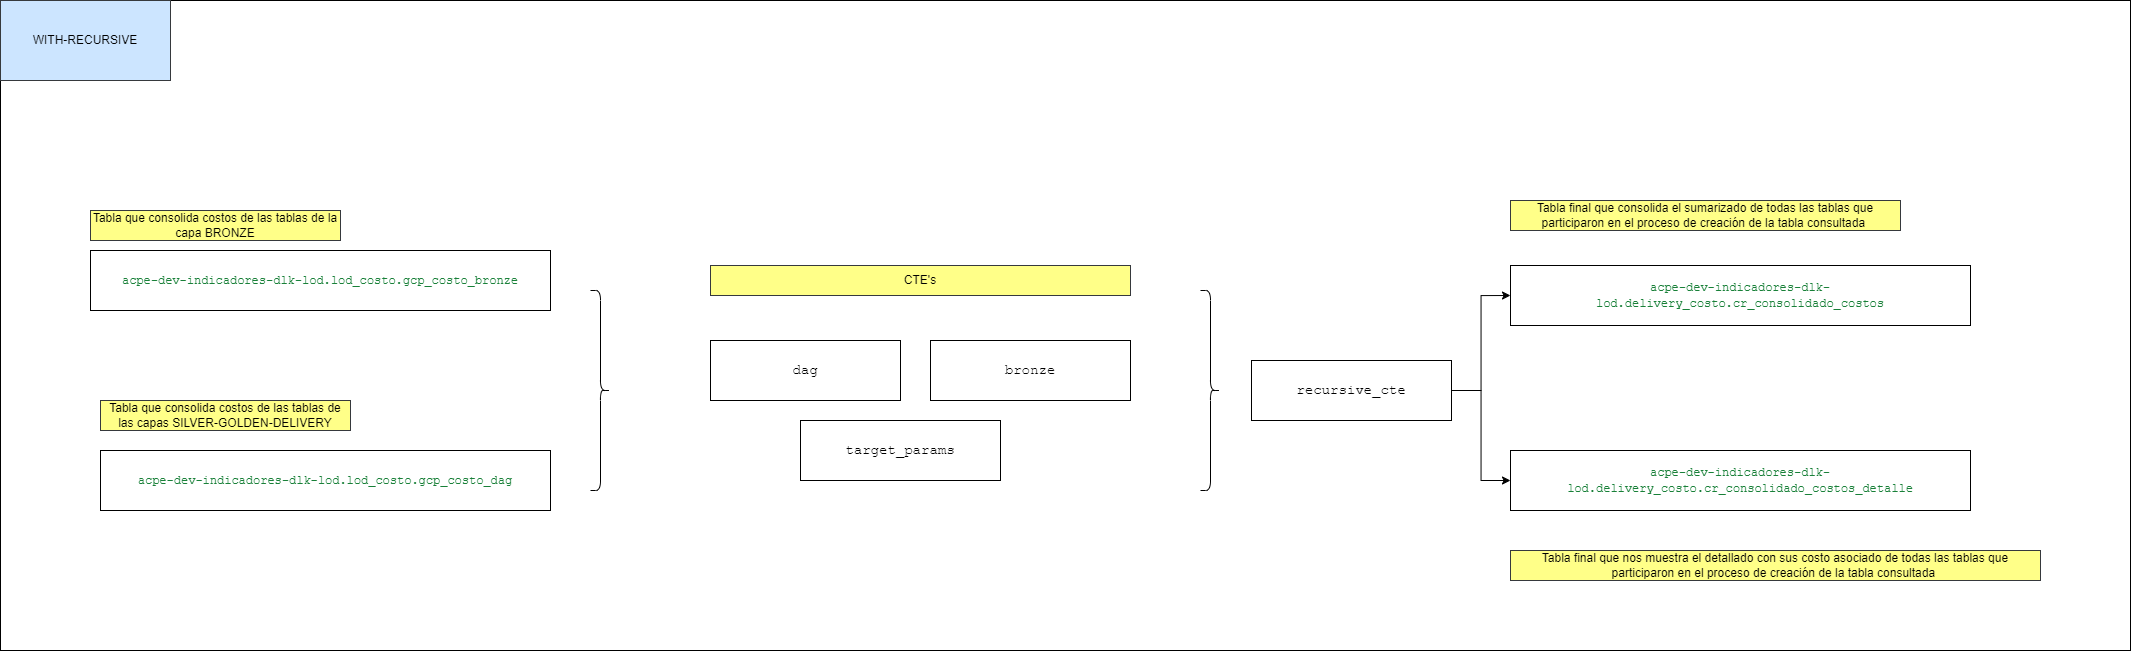 WITH-RECURSIVE
Tabla que consolida costos de las tablas de la
capa BRONZE
acpe-dev-indicadores-dlk-lod.lod_costo.gcp_costo_bronze
Tabla que consolida costos de las tablas de
las capas SILVER-GOLDEN-DELIVERY
acpe-dev-indicadores-dlk-lod.lod_costo.gcp_costo_dag
CTE's
dag
bronze
target_params
recursive_cte
Tabla final que consolida el sumarizado de todas las tablas que
participaron en el proceso de creación de la tabla consultada
acpe-dev-indicadores-dlk-
lod.delivery_costo.cr_consolidado_costos
acpe-dev-indicadores-dlk-
lod.delivery_costo.cr_consolidado_costos_detalle
Tabla final que nos muestra el detallado con sus costo asociado de todas las tablas que
participaron en el proceso de creación de la tabla consultada